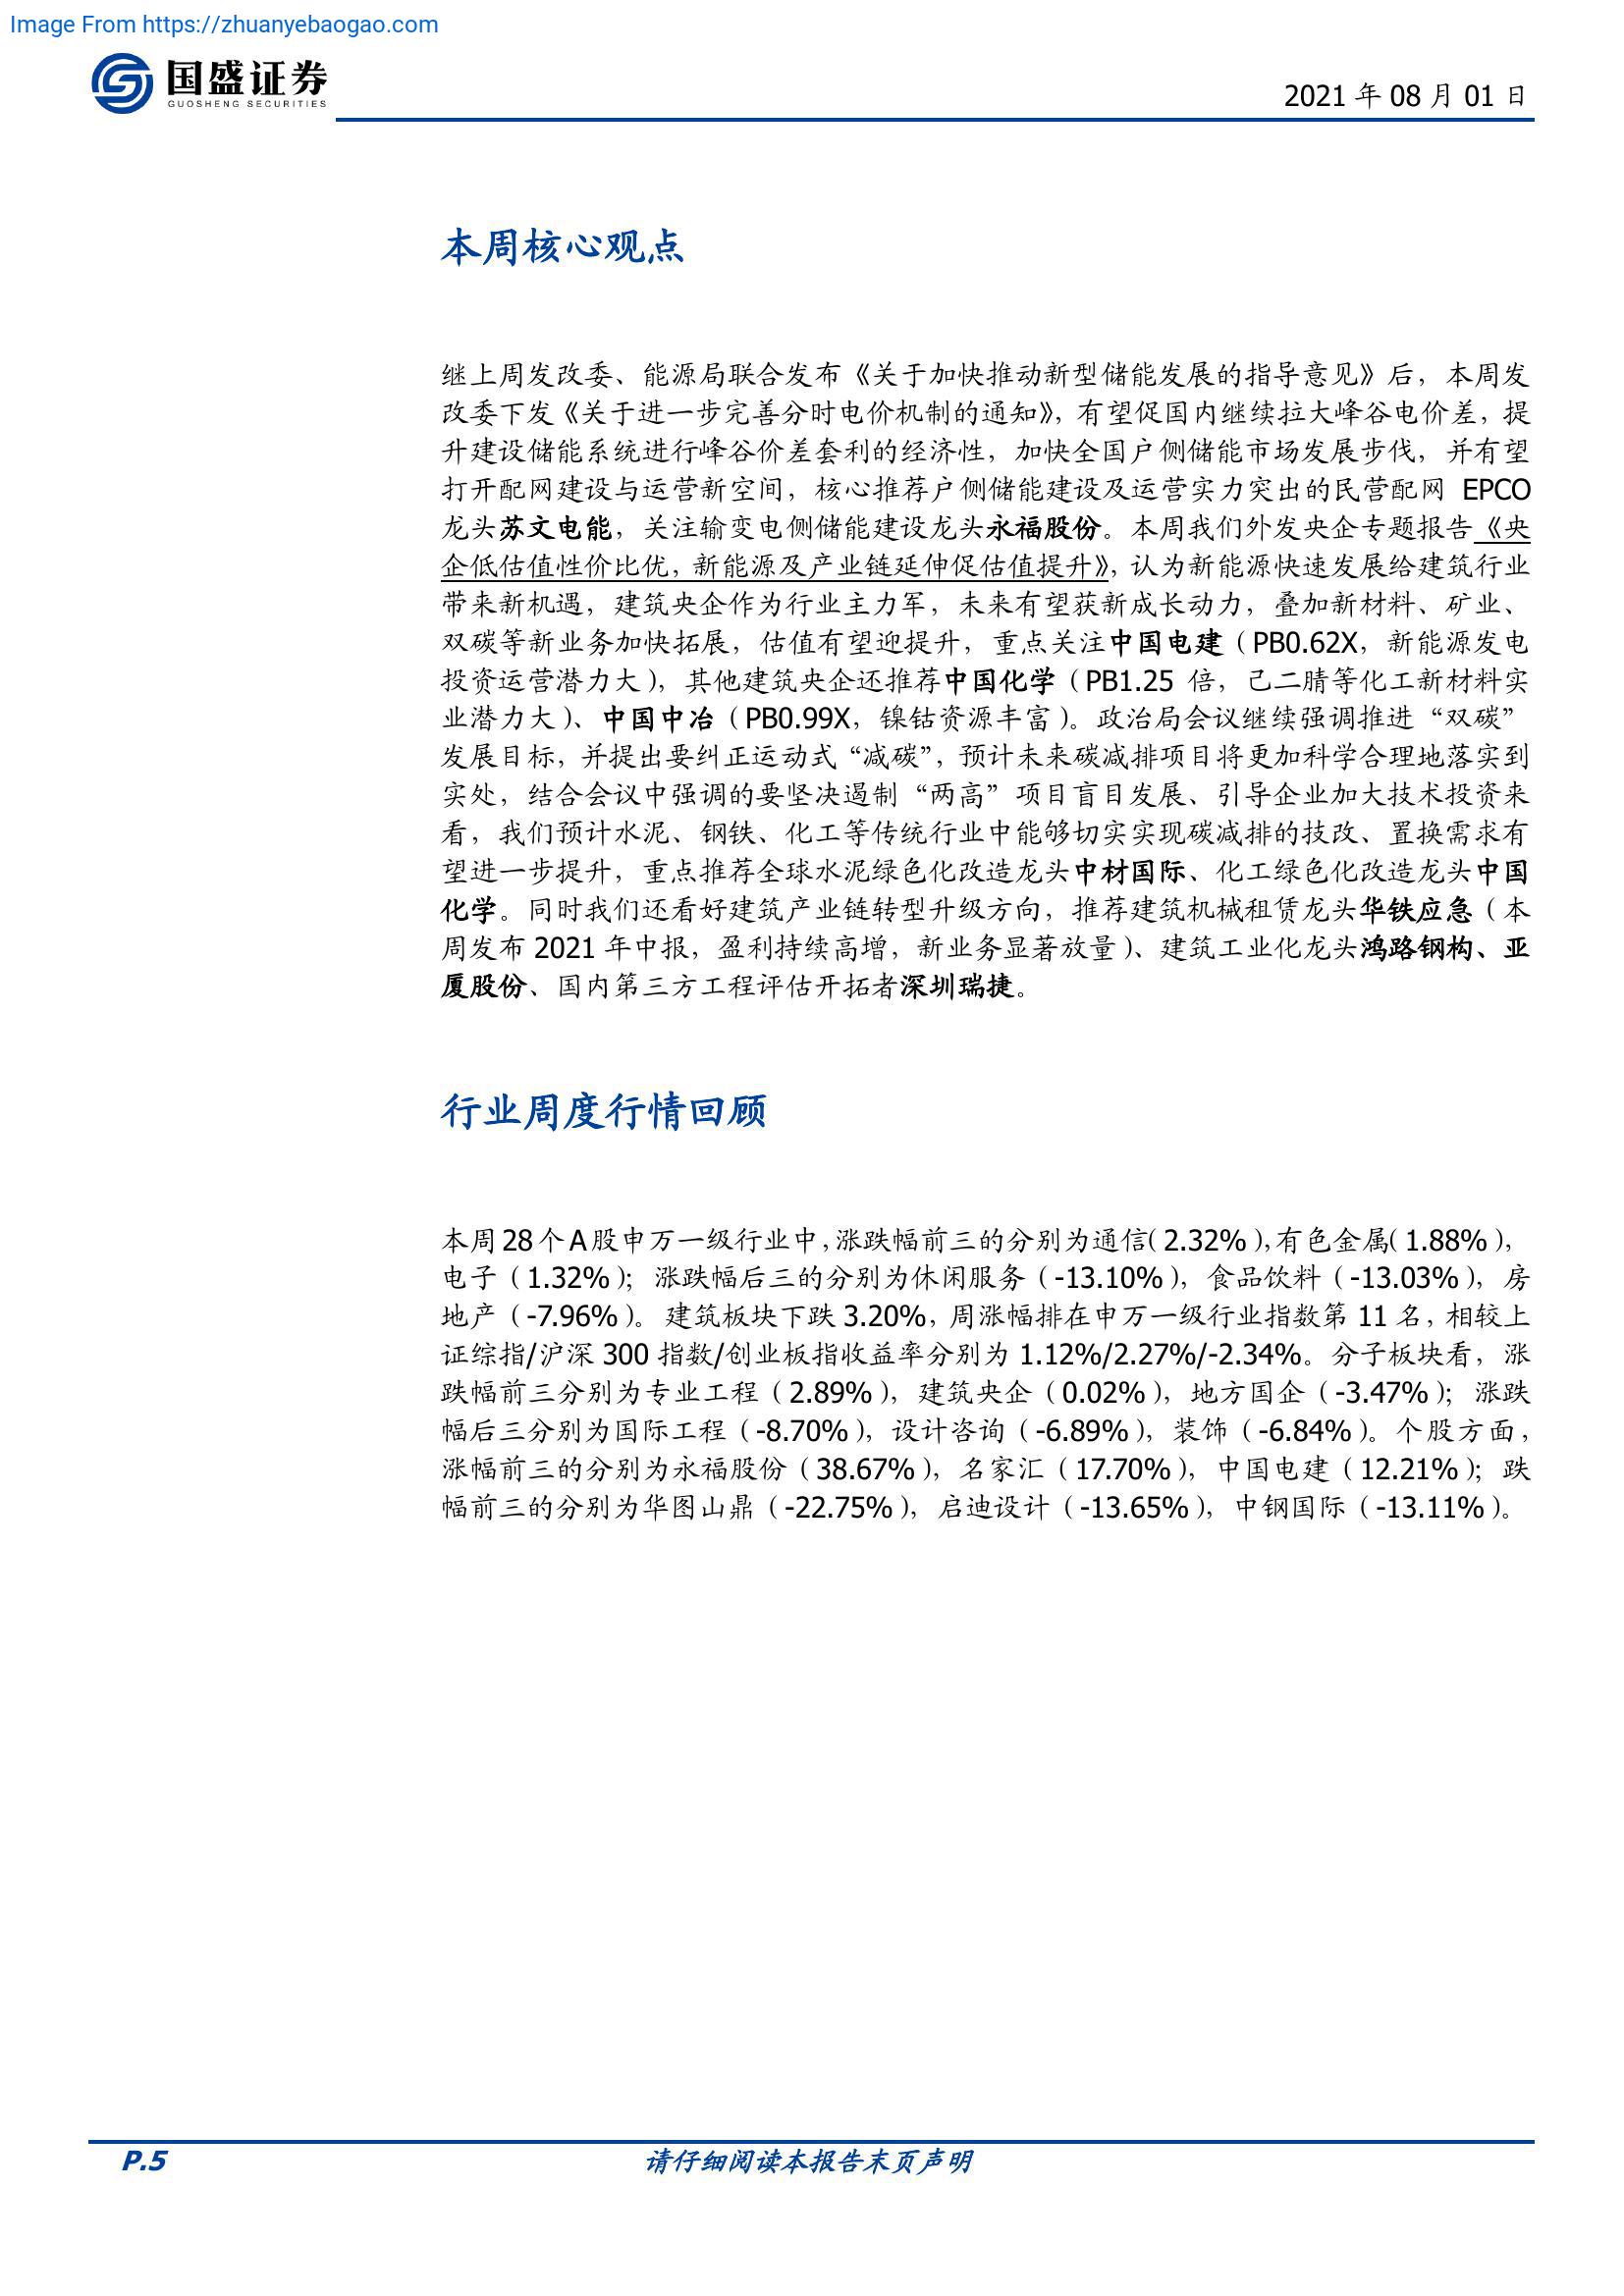 Image From https://zhuanyebaogao.com
国盛证券
GUOSHENG SECURITIES
2021 年 08 月 01 日
本周核心观点
继上周发改委、能源局联合发布《关于加快推动新型储能发展的指导意见》后，本周发
改委下发《关于进一步完善分时电价机制的通知》，有望促国内继续拉大峰谷电价差，提
升建设储能系统进行峰谷价差套利的经济性，加快全国户侧储能市场发展步伐，并有望
打开配网建设与运营新空间，核心推荐户侧储能建设及运营实力突出的民营配网 EPCO
龙头苏文电能，关注输变电侧储能建设龙头永福股份。本周我们外发央企专题报告《央
企低估值性价比优，新能源及产业链延伸促估值提升》，认为新能源快速发展给建筑行业
带来新机遇，建筑央企作为行业主力军，未来有望获新成长动力，叠加新材料、矿业、
双碳等新业务加快拓展，估值有望迎提升，重点关注中国电建（PB0.62X，新能源发电
投资运营潜力大），其他建筑央企还推荐中国化学（PB1.25 倍，己二腈等化工新材料实
业潜力大）、中国中冶（PB0.99X，镍钴资源丰富）。政治局会议继续强调推进“双碳”
发展目标，并提出要纠正运动式“减碳”，预计未来碳减排项目将更加科学合理地落实到
实处，结合会议中强调的要坚决遏制“两高”项目盲目发展、引导企业加大技术投资来
看，我们预计水泥、钢铁、化工等传统行业中能够切实实现碳减排的技改、置换需求有
望进一步提升，重点推荐全球水泥绿色化改造龙头中材国际、化工绿色化改造龙头中国
化学。同时我们还看好建筑产业链转型升级方向，推荐建筑机械租赁龙头华铁应急（本
周发布 2021 年中报，盈利持续高增，新业务显著放量）、建筑工业化龙头鸿路钢构、亚
厦股份、国内第三方工程评估开拓者深圳瑞捷。
行业周度行情回顾
本周 28 个 A 股申万一级行业中，涨跌幅前三的分别为通信（2.32%），有色金属（1.88%），
电子（1.32%）；涨跌幅后三的分别为休闲服务（-13.10%），食品饮料（-13.03%），房
地产（-7.96%）。 建筑板块下跌 3.20%，周涨幅排在申万一级行业指数第 11 名，相较上
证综指/沪深 300 指数/创业板指收益率分别为 1.12%/2.27%/-2.34%。分子板块看，涨
跌幅前三分别为专业工程（2.89%），建筑央企（0.02%），地方国企（-3.47%）；涨跌
幅后三分别为国际工程（-8.70%），设计咨询（-6.89%），装饰（-6.84%）。个股方面，
涨幅前三的分别为永福股份（38.67%），名家汇（17.70%），中国电建（12.21%）；跌
幅前三的分别为华图山鼎（-22.75%），启迪设计（-13.65%），中钢国际（-13.11%）。
P.5
请仔细阅读本报告末页声明